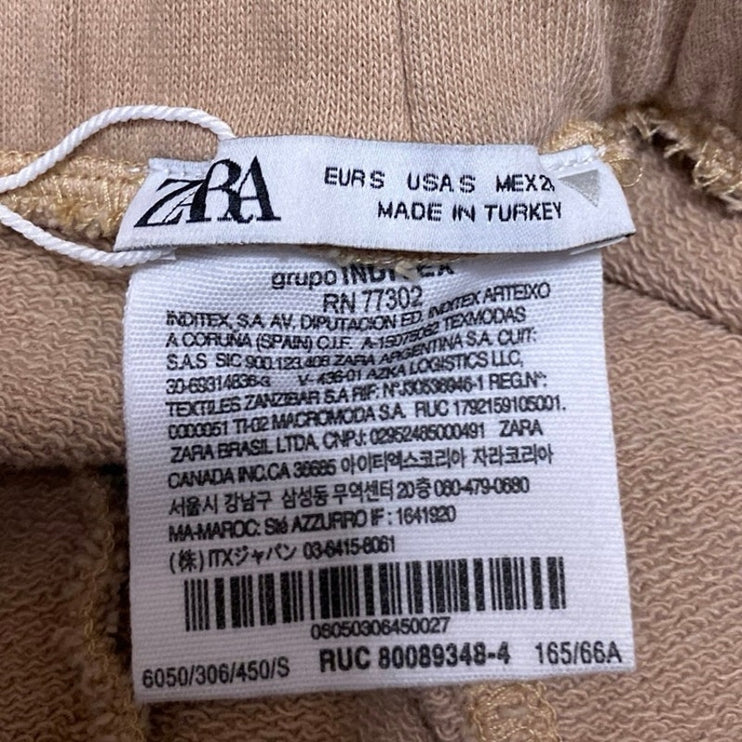 ZARA
EUR S USA S MEX 2
MADE IN TURKEY
grupo INDITEX
RN 77302
INDITEX, S.A. AV. DIPUTACION ED. INDITEX ARTEIXO
A CORUÑA (SPAIN) C.I.F. A-15075062 TEXMODAS
S.A.S SIC 900.123.408 ZARA ARGENTINA S.A. CUIT:
30-69314836-3 V-436-01 AZKA LOGISTICS LLC,
TEXTILES ZANZIBAR S.A RIF: N°J30538946-1 REG.N°:
0000051 TI-02 MACROMODA S.A. RUC 1792159105001.
ZARA BRASIL LTDA. CNPJ: 02952485000491 ZARA
CANADA INC.CA 36685 아이티엑스코리아 자라코리아
서울시 강남구 삼성동 무역센터 20층 080-479-0880
MA-MAROC: Sté AZZURRO IF : 1641920
(株) ITXジャパン 03-6415-8061
06050306450027
6050/306/450/S RUC 80089348-4 165/66A